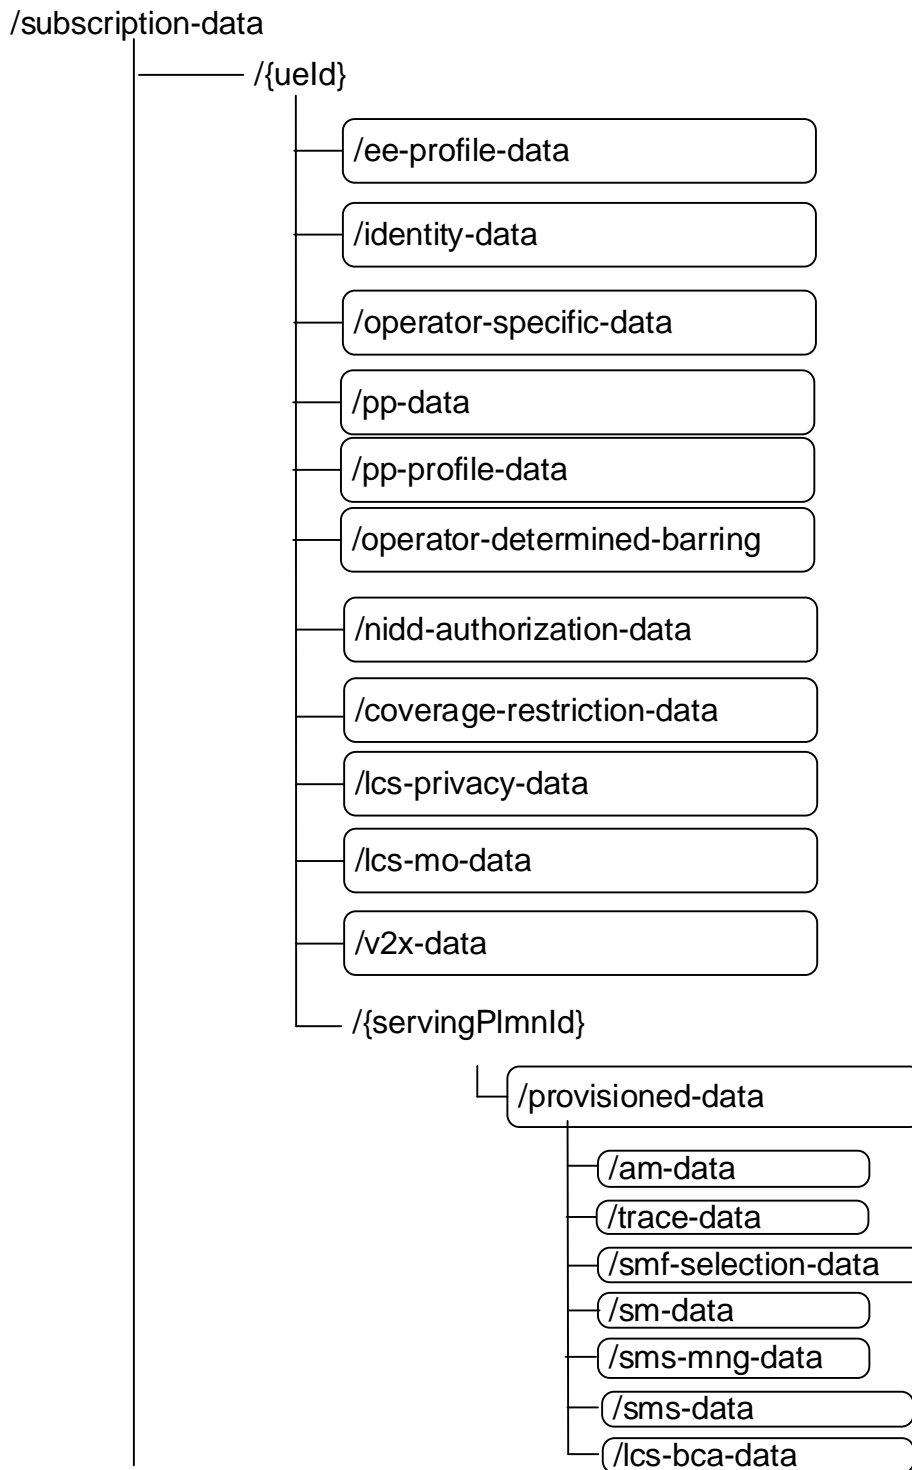 /subscription-data
/{ueId}
/ee-profile-data
/identity-data
/operator-specific-data
/pp-data
/pp-profile-data
/operator-determined-barring
/nidd-authorization-data
/coverage-restriction-data
/lcs-privacy-data
/lcs-mo-data
/v2x-data
/{servingPlmnId}
/provisioned-data
/am-data
/trace-data
/smf-selection-data
/sm-data
/sms-mng-data
/sms-data
/lcs-bca-data